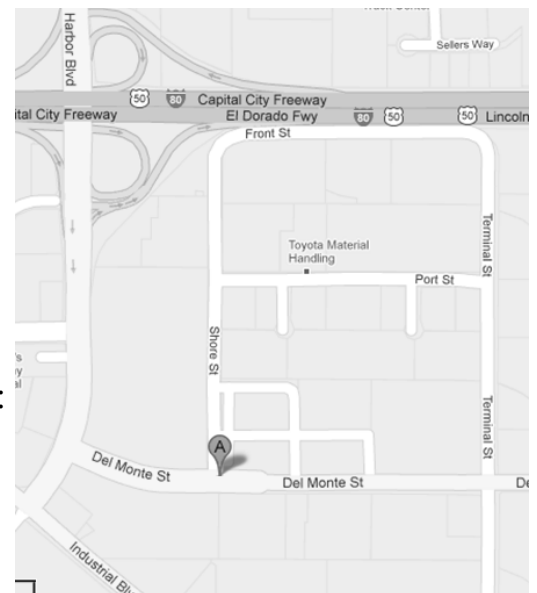 Sellers Way
Harbor Blvd
50
80
Capital City Freeway
ital City Freeway
El Dorado Fwy
80
50
50
Lincoln
Front St
Terminal St
Toyota Material
Handling
Port St
Shore St
's
y
al
:
Terminal St
A
Del Monte St
Del Monte St
De
Industrial Blv